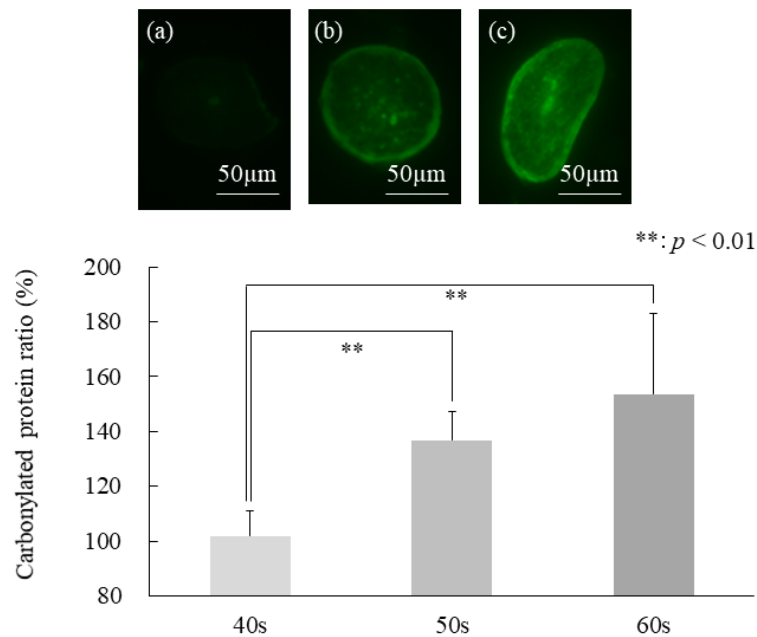 (a) (b) (c)
50μm 50μm 50μm
**: p < 0.01
Carbonylated protein ratio (%)
200
180
160
140
120
100
80
**
**
40s 50s 60s